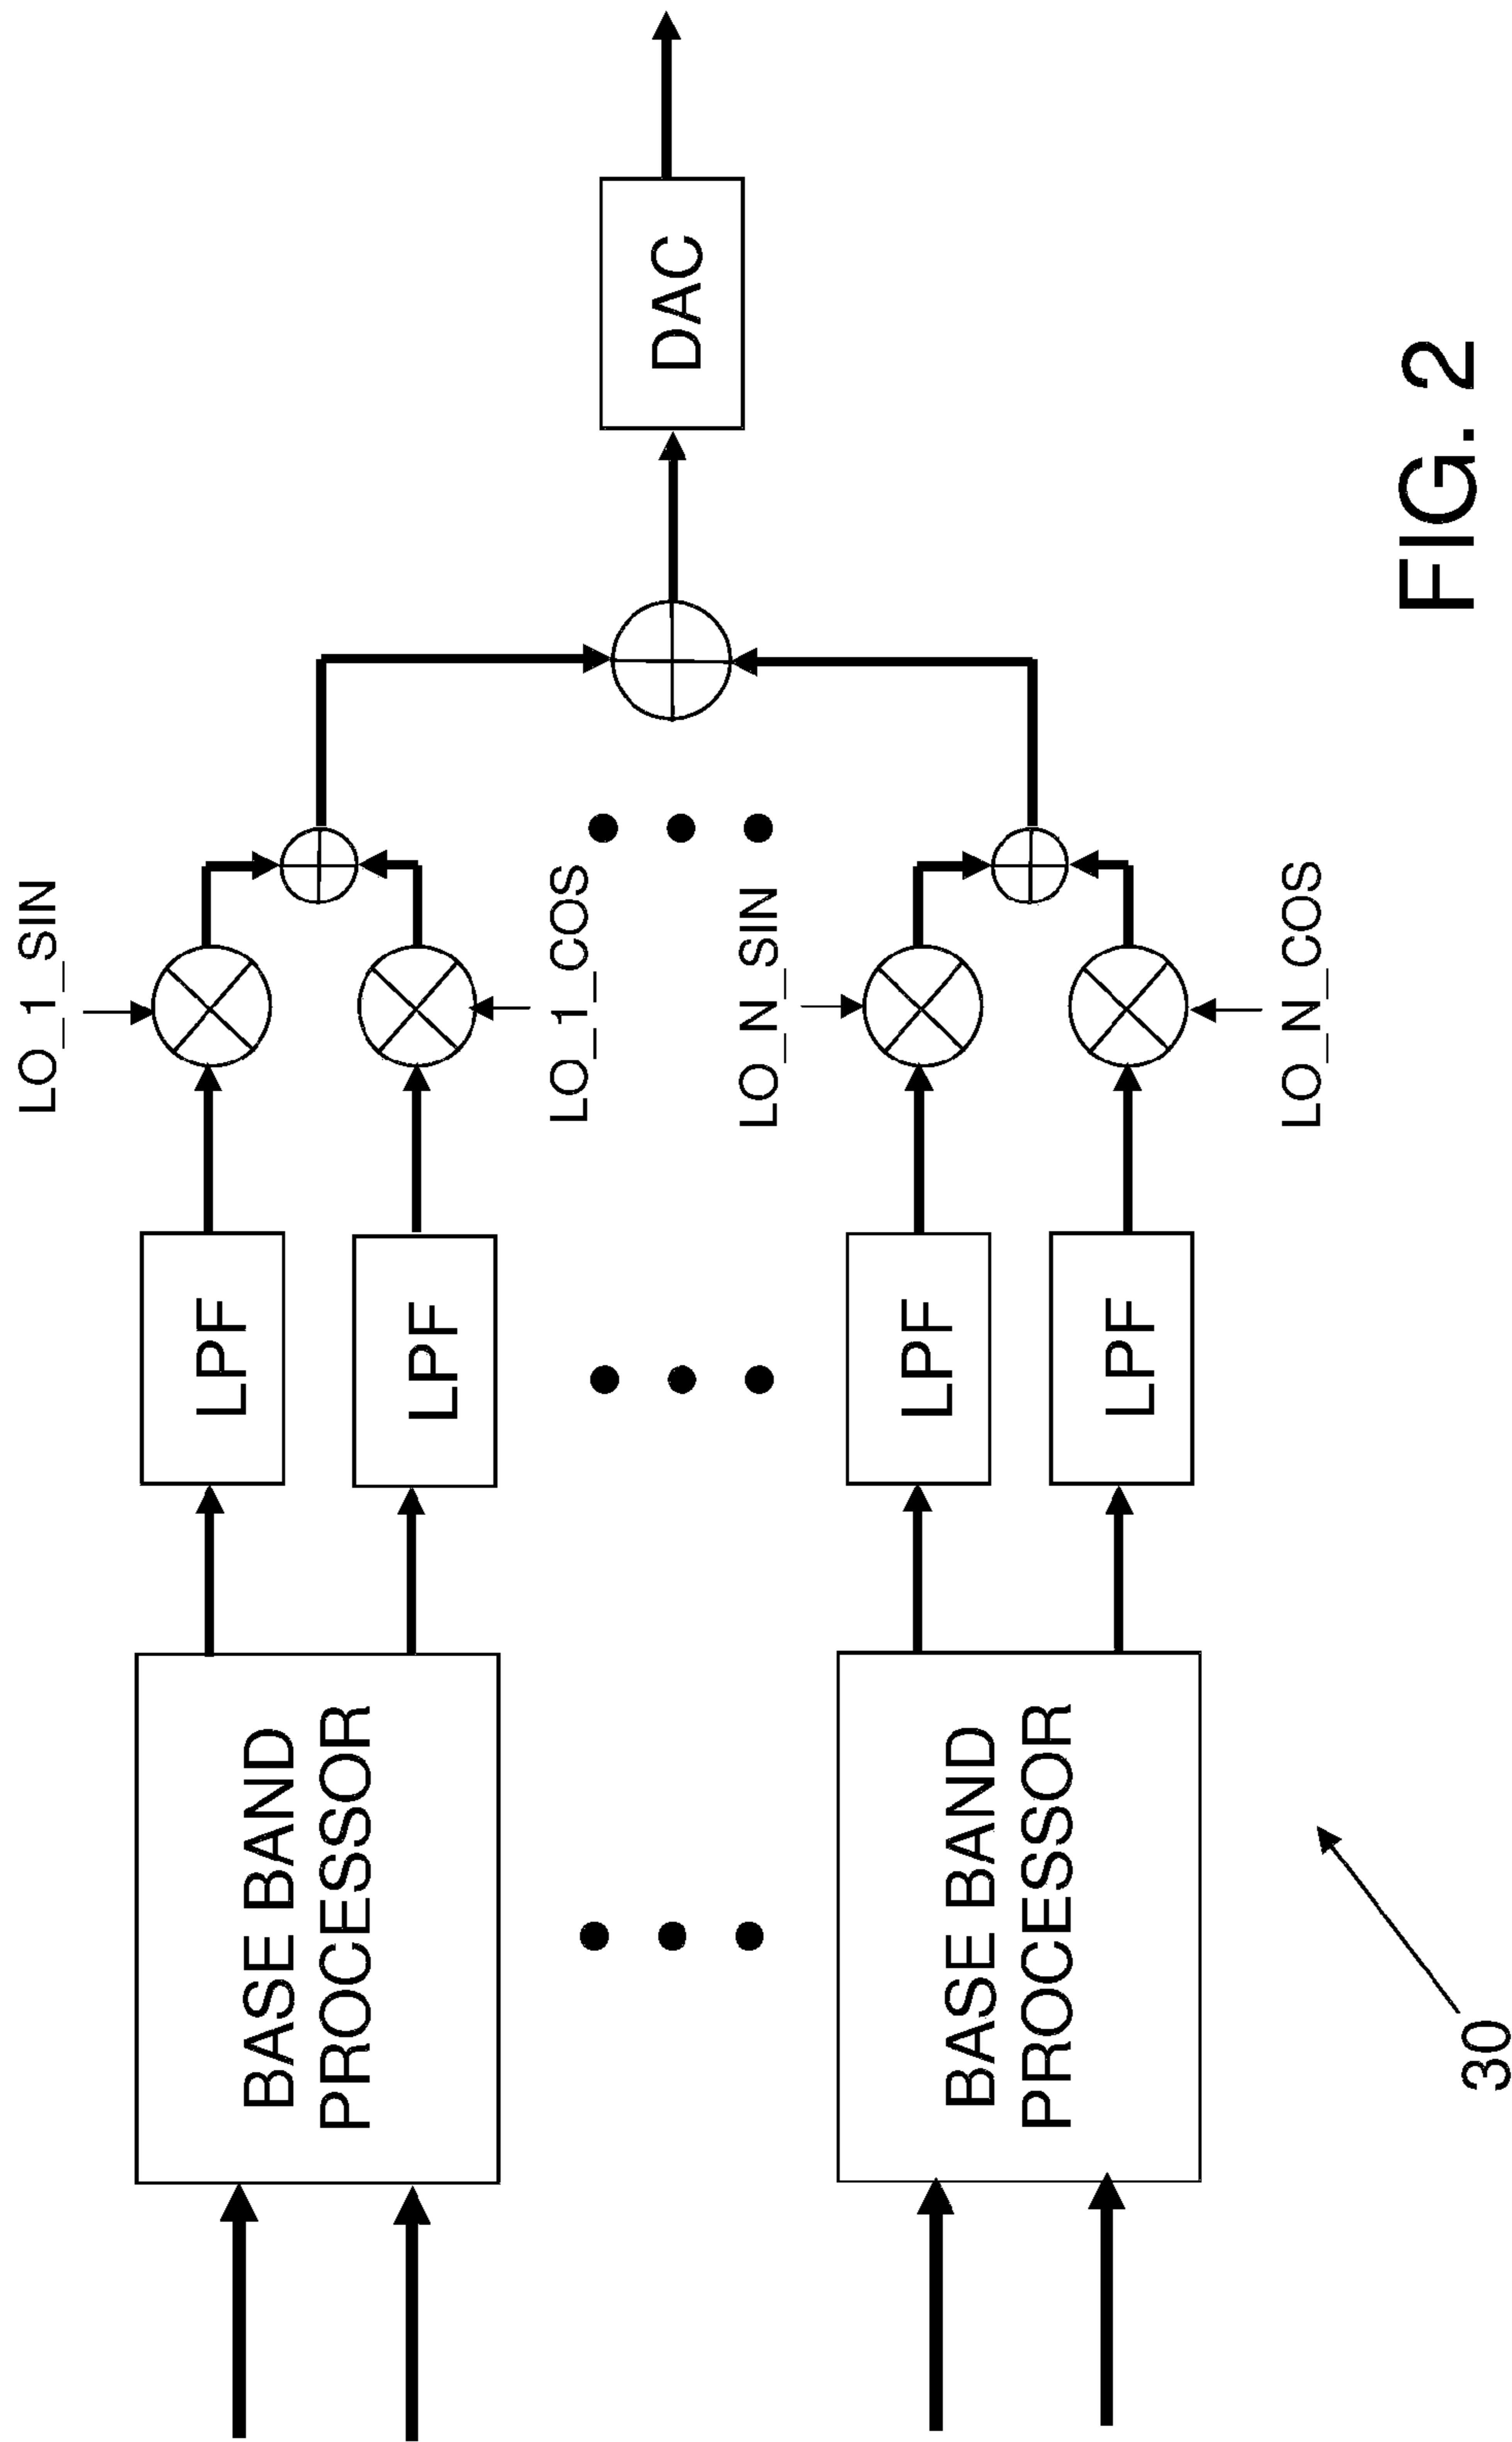 LO_1_SIN
BASE BAND
PROCESSOR
LPF
LPF
LO_1_COS
DAC
LO_N_SIN
BASE BAND
PROCESSOR
LPF
LPF
LO_N_COS
30
FIG. 2